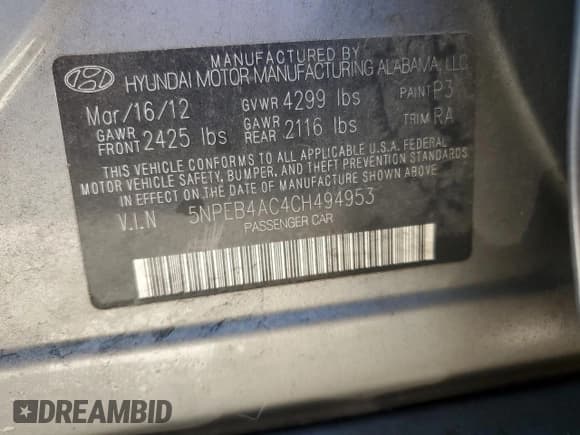 MANUFACTURED BY
HYUNDAI MOTOR MANUFACTURING ALABAMA, LLC
Mar/16/12 GVWR 4299 lbs PAINT P3
GAWR FRONT 2425 lbs GAWR REAR 2116 lbs TRIM RA
THIS VEHICLE CONFORMS TO ALL APPLICABLE U.S.A. FEDERAL
MOTOR VEHICLE SAFETY, BUMPER, AND THEFT PREVENTION STANDARDS
IN EFFECT ON THE DATE OF MANUFACTURE SHOWN ABOVE.
V.I.N 5NPEB4AC4CH494953
PASSENGER CAR
DREAMBID